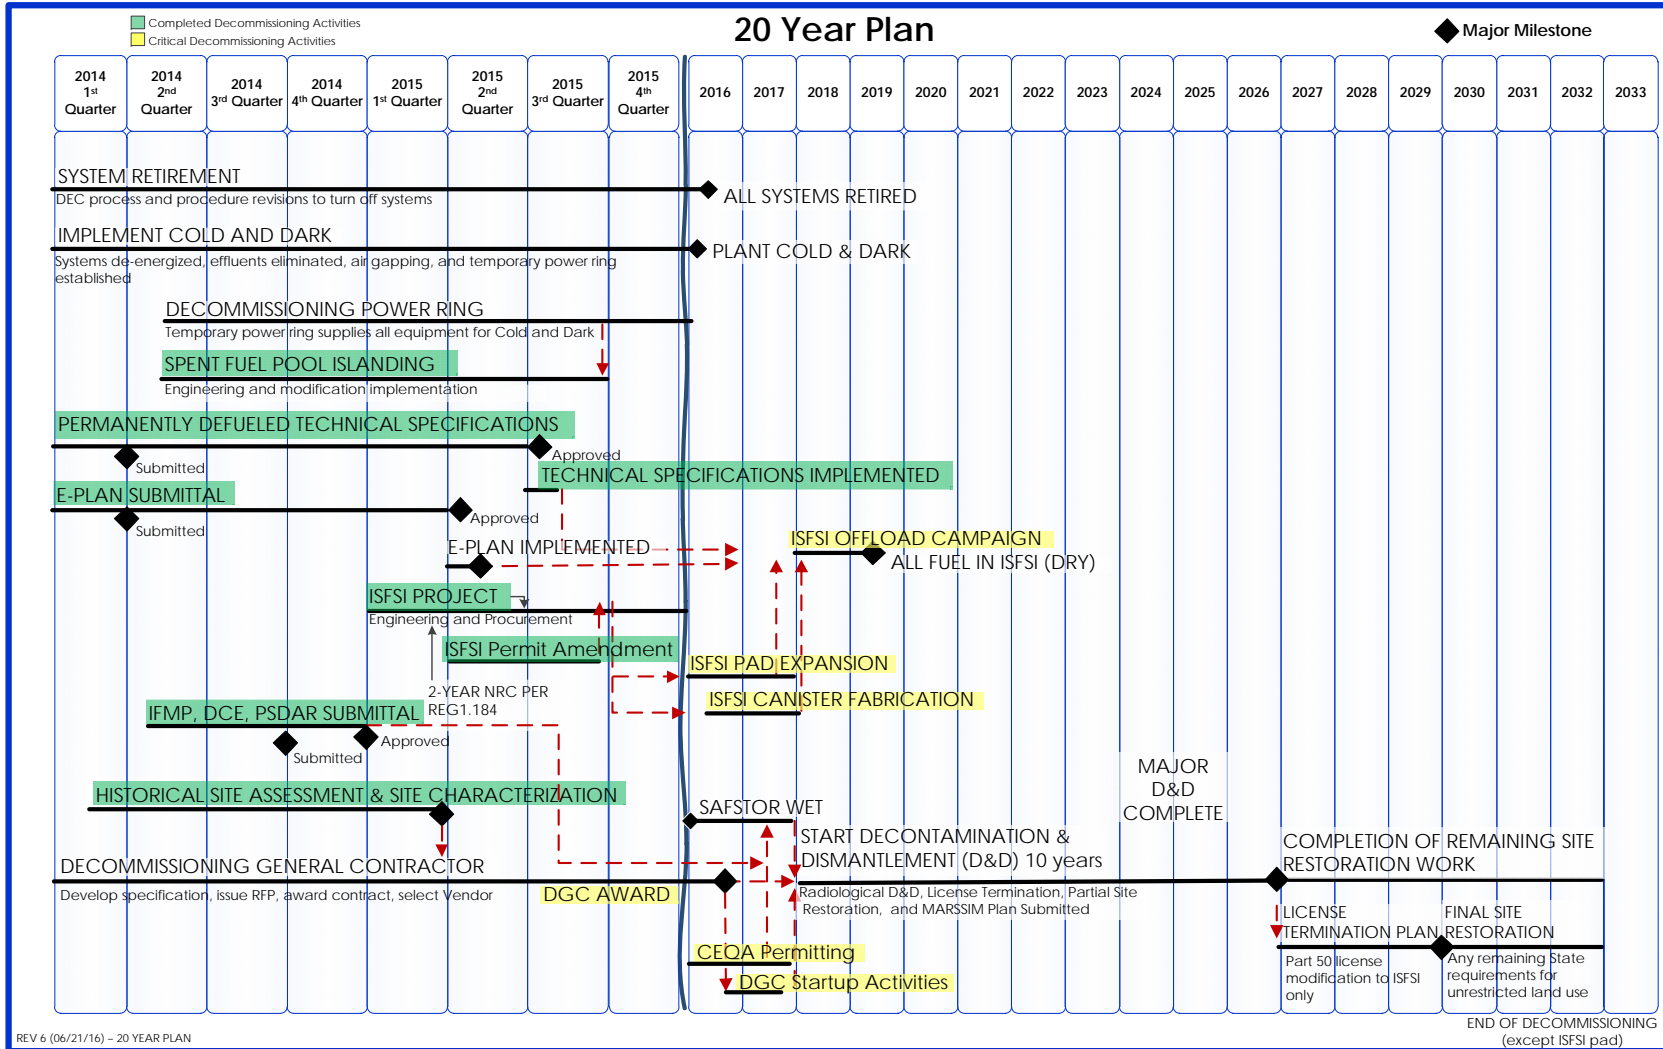 Completed Decommissioning Activities
Critical Decommissioning Activities
20 Year Plan
Major Milestone
2014
1st
Quarter
2014
2nd
Quarter
2014
3rd Quarter
2014
4th Quarter
2015
1st Quarter
2015
2nd
Quarter
2015
3rd Quarter
2015
4th
Quarter
2016
2017
2018
2019
2020
2021
2022
2023
2024
2025
2026
2027
2028
2029
2030
2031
2032
2033
SYSTEM RETIREMENT
DEC process and procedure revisions to turn off systems
ALL SYSTEMS RETIRED
IMPLEMENT COLD AND DARK
Systems de-energized, effluents eliminated, air gapping, and temporary power ring
established
PLANT COLD & DARK
DECOMMISSIONING POWER RING
Temporary power ring supplies all equipment for Cold and Dark
SPENT FUEL POOL ISLANDING
Engineering and modification implementation
PERMANENTLY DEFUELED TECHNICAL SPECIFICATIONS
Submitted
Approved
TECHNICAL SPECIFICATIONS IMPLEMENTED
E-PLAN SUBMITTAL
Submitted
Approved
E-PLAN IMPLEMENTED
ISFSI OFFLOAD CAMPAIGN
ALL FUEL IN ISFSI (DRY)
ISFSI PROJECT
Engineering and Procurement
ISFSI Permit Amendment
ISFSI PAD EXPANSION
2-YEAR NRC PER
REG1.184
ISFSI CANISTER FABRICATION
IFMP, DCE, PSDAR SUBMITTAL
Submitted
Approved
MAJOR
D&D
COMPLETE
HISTORICAL SITE ASSESSMENT & SITE CHARACTERIZATION
SAFSTOR WET
START DECONTAMINATION &
DISMANTLEMENT (D&D) 10 years
COMPLETION OF REMAINING SITE
RESTORATION WORK
DECOMMISSIONING GENERAL CONTRACTOR
Develop specification, issue RFP, award contract, select Vendor
DGC AWARD
Radiological D&D, License Termination, Partial Site
Restoration, and MARSSIM Plan Submitted
LICENSE
TERMINATION PLAN
Part 50 license
modification to ISFSI
only
FINAL SITE
RESTORATION
Any remaining State
requirements for
unrestricted land use
CEQA Permitting
DGC Startup Activities
END OF DECOMMISSIONING
(except ISFSI pad)
REV 6 (06/21/16) – 20 YEAR PLAN